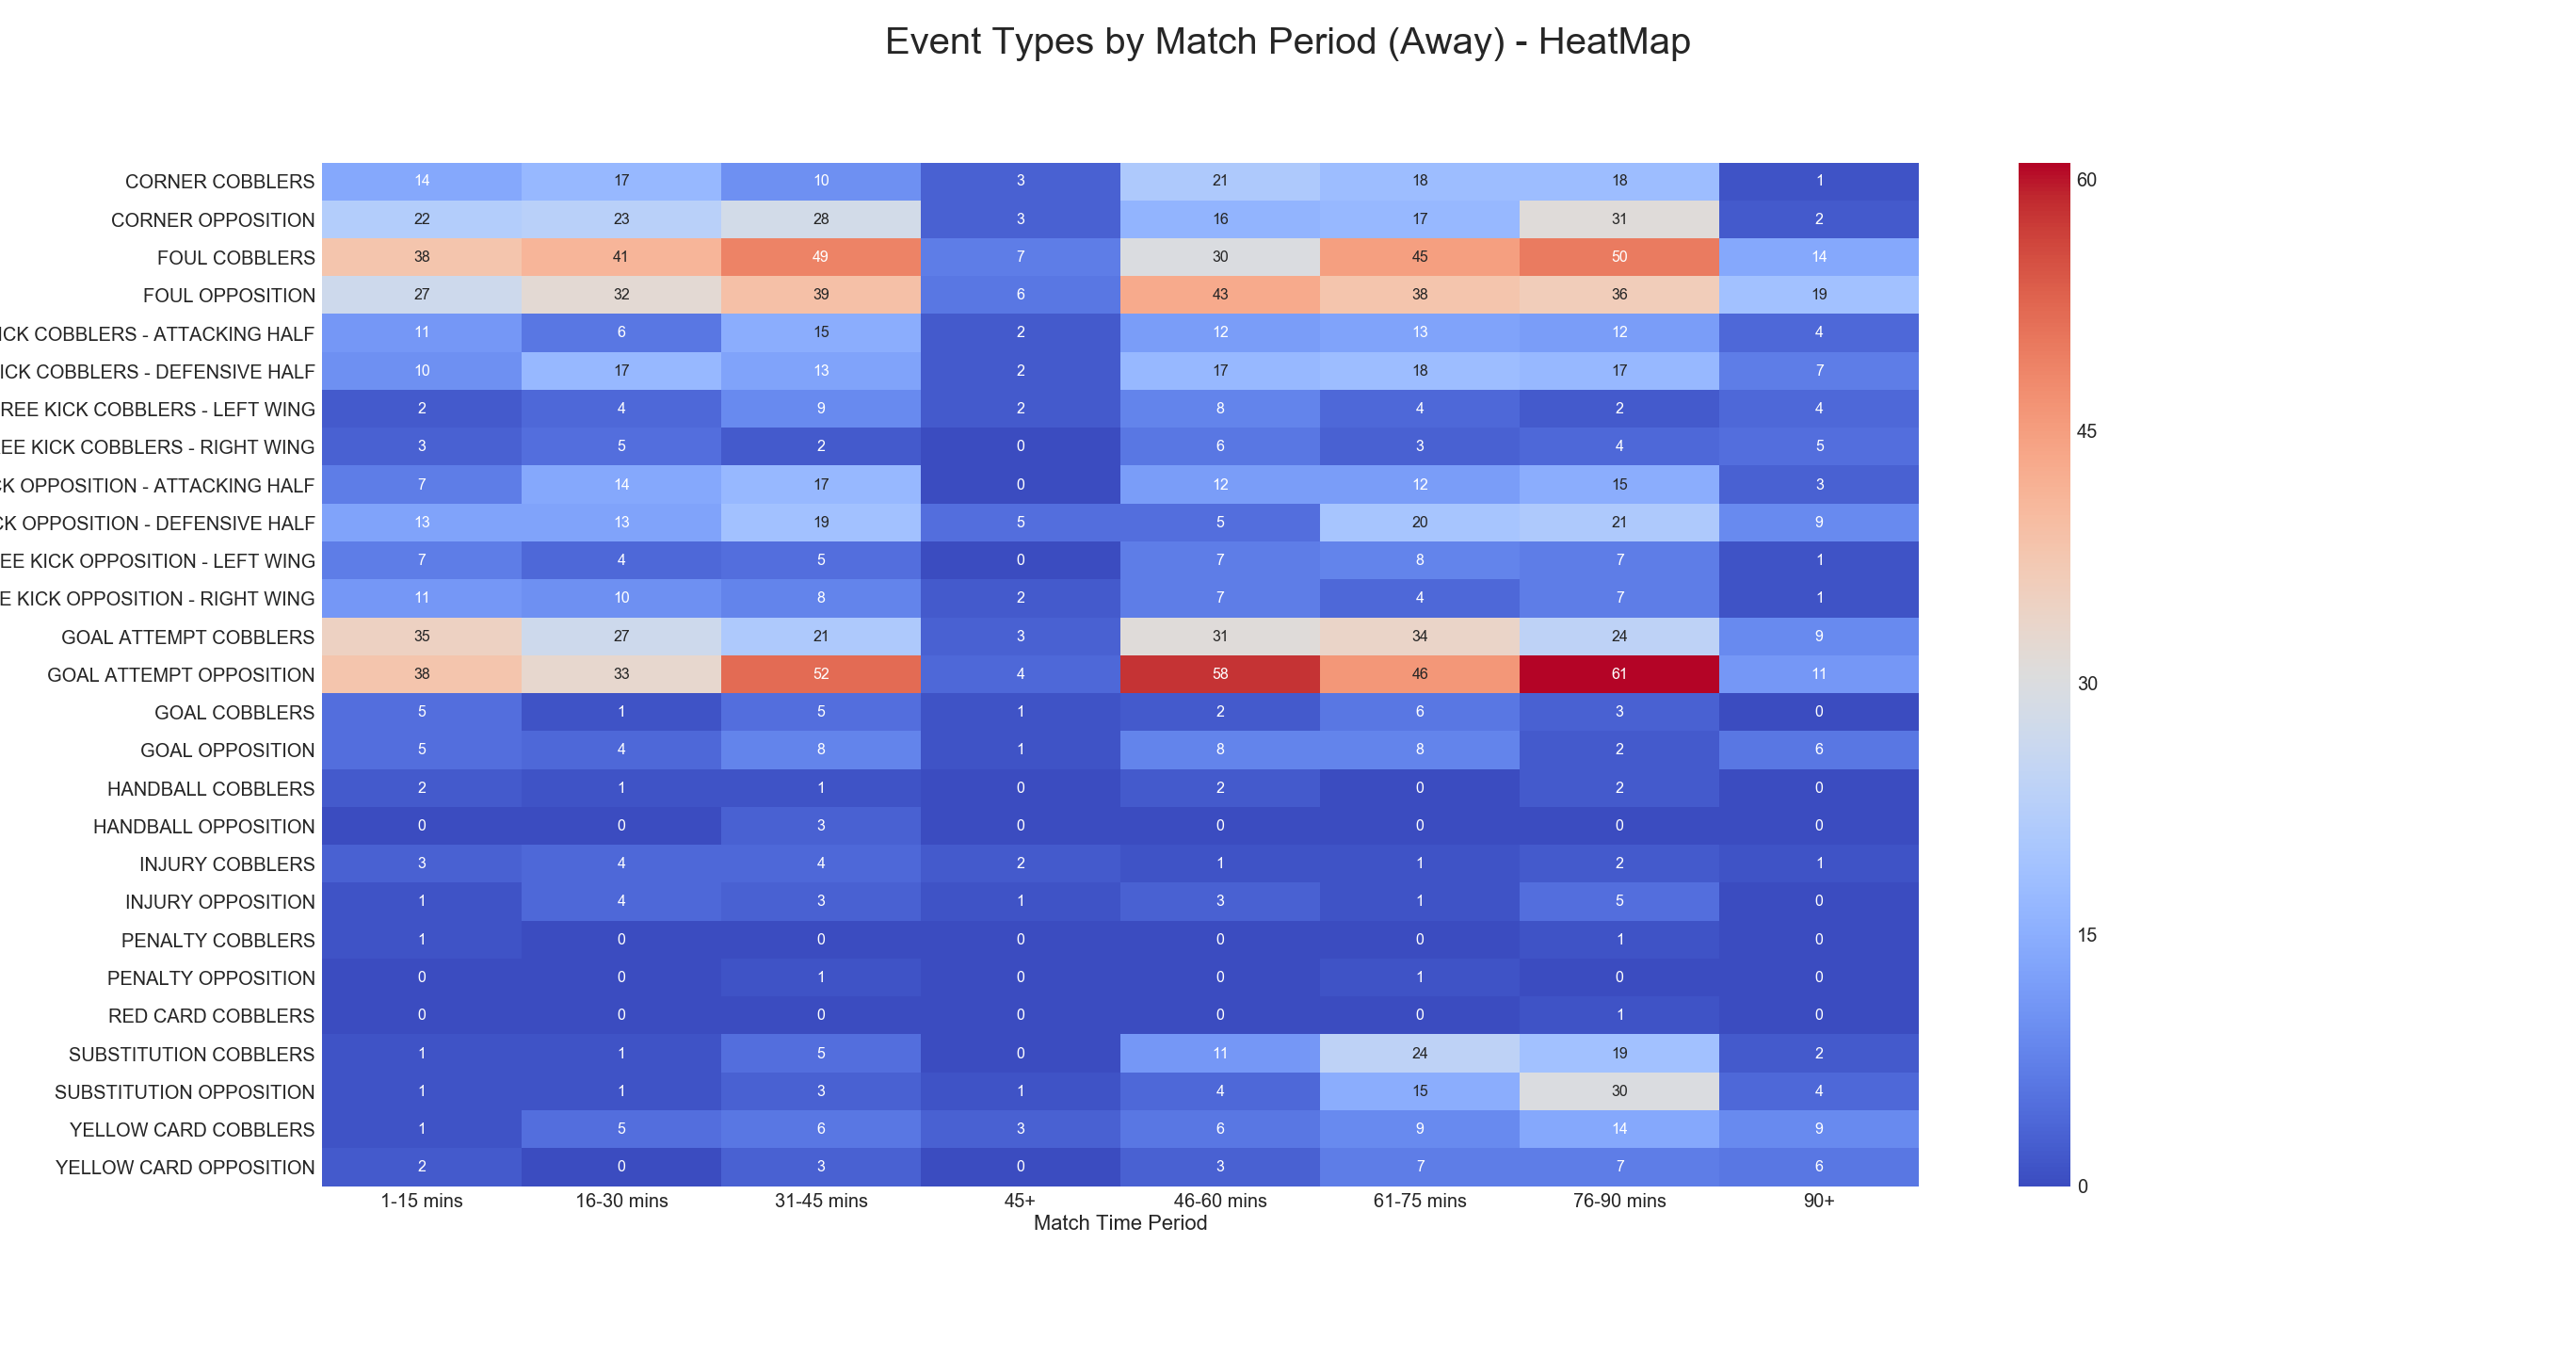 Event Types by Match Period (Away) - HeatMap
CORNER COBBLERS 14 17 10 3 21 18 18 1
60
CORNER OPPOSITION 22 23 28 3 16 17 31 2
FOUL COBBLERS 38 41 49 7 30 45 50 14
FOUL OPPOSITION 27 32 39 6 43 38 36 19
ICK COBBLERS - ATTACKING HALF 11 6 15 2 12 13 12 4
ICK COBBLERS - DEFENSIVE HALF 10 17 13 2 17 18 17 7
REE KICK COBBLERS - LEFT WING 2 4 9 2 8 4 2 4
45
EE KICK COBBLERS - RIGHT WING 3 5 2 0 6 3 4 5
K OPPOSITION - ATTACKING HALF 7 14 17 0 12 12 15 3
CK OPPOSITION - DEFENSIVE HALF 13 13 19 5 5 20 21 9
EE KICK OPPOSITION - LEFT WING 7 4 5 0 7 8 7 1
E KICK OPPOSITION - RIGHT WING 11 10 8 2 7 4 7 1
GOAL ATTEMPT COBBLERS 35 27 21 3 31 34 24 9
GOAL ATTEMPT OPPOSITION 38 33 52 4 58 46 61 11
30
GOAL COBBLERS 5 1 5 1 2 6 3 0
GOAL OPPOSITION 5 4 8 1 8 8 2 6
HANDBALL COBBLERS 2 1 1 0 2 0 2 0
HANDBALL OPPOSITION 0 0 3 0 0 0 0 0
INJURY COBBLERS 3 4 4 2 1 1 2 1
INJURY OPPOSITION 1 4 3 1 3 1 5 0
PENALTY COBBLERS 1 0 0 0 0 0 1 0
15
PENALTY OPPOSITION 0 0 1 0 0 1 0 0
RED CARD COBBLERS 0 0 0 0 0 0 1 0
SUBSTITUTION COBBLERS 1 1 5 0 11 24 19 2
SUBSTITUTION OPPOSITION 1 1 3 1 4 15 30 4
YELLOW CARD COBBLERS 1 5 6 3 6 9 14 9
YELLOW CARD OPPOSITION 2 0 3 0 3 7 7 6
0
1-15 mins 16-30 mins 31-45 mins 45+ 46-60 mins 61-75 mins 76-90 mins 90+
Match Time Period